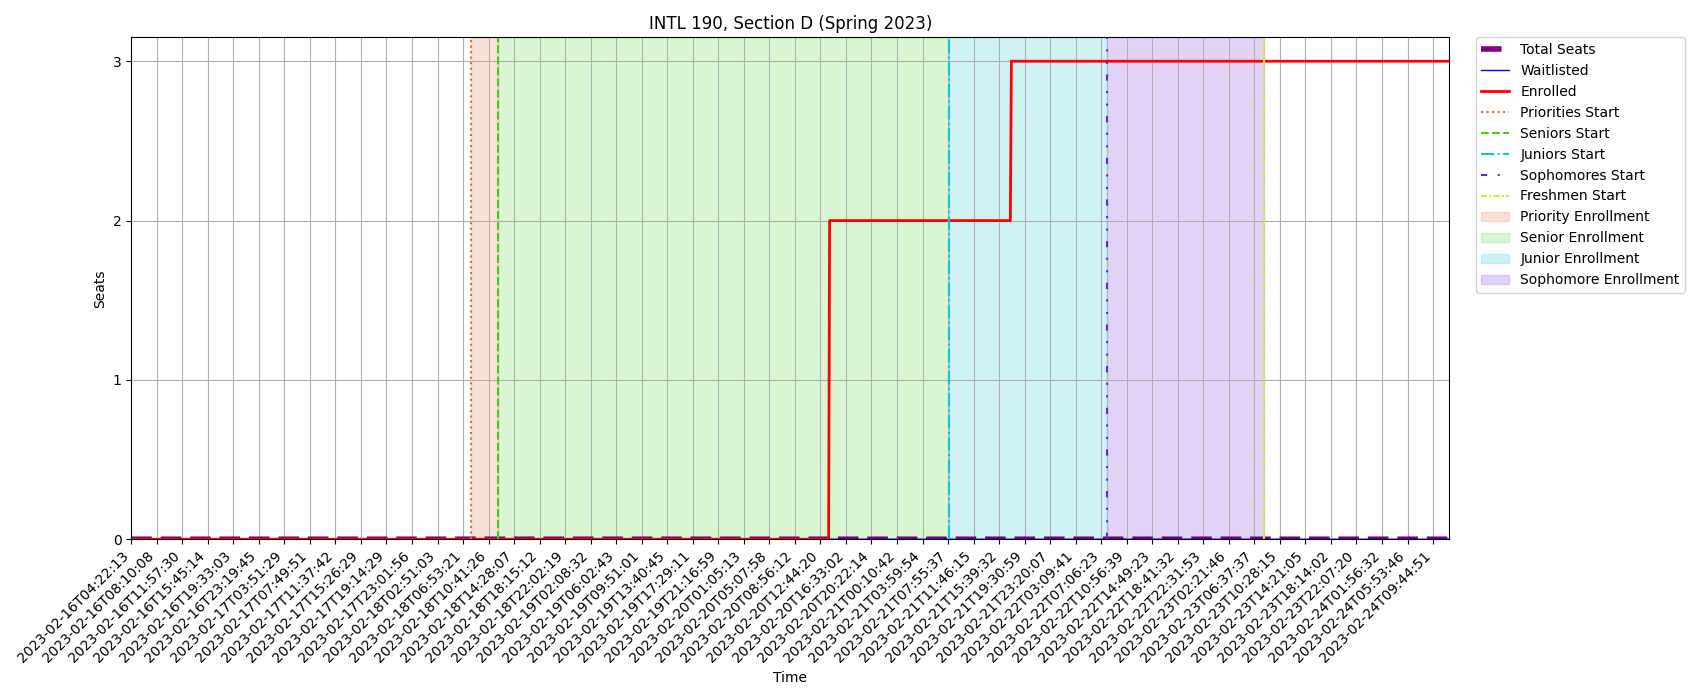 INTL 190, Section D (Spring 2023)
3
2
1
0
Seats
2023-02-16T04:22:13
2023-02-16T08:10:08
2023-02-16T11:57:30
2023-02-16T15:45:14
2023-02-16T19:33:03
2023-02-16T23:19:45
2023-02-17T03:51:29
2023-02-17T07:49:51
2023-02-17T11:37:42
2023-02-17T15:26:29
2023-02-17T19:14:29
2023-02-17T23:01:56
2023-02-18T02:51:03
2023-02-18T06:53:21
2023-02-18T10:41:26
2023-02-18T14:28:07
2023-02-18T18:15:12
2023-02-18T22:02:19
2023-02-19T02:08:32
2023-02-19T06:02:43
2023-02-19T09:51:01
2023-02-19T13:40:45
2023-02-19T17:29:11
2023-02-19T21:16:59
2023-02-20T01:05:13
2023-02-20T05:07:58
2023-02-20T08:56:12
2023-02-20T12:44:20
2023-02-20T16:33:02
2023-02-20T20:22:14
2023-02-21T00:10:42
2023-02-21T03:59:54
2023-02-21T07:55:37
2023-02-21T11:46:15
2023-02-21T15:39:32
2023-02-21T19:30:59
2023-02-21T23:20:07
2023-02-22T03:09:41
2023-02-22T07:06:23
2023-02-22T10:56:39
2023-02-22T14:49:23
2023-02-22T18:41:32
2023-02-22T22:31:53
2023-02-23T02:21:46
2023-02-23T06:37:37
2023-02-23T10:28:15
2023-02-23T14:21:05
2023-02-23T18:14:02
2023-02-23T22:07:20
2023-02-24T01:56:32
2023-02-24T05:53:46
2023-02-24T09:44:51
Time
Total Seats
Waitlisted
Enrolled
Priorities Start
Seniors Start
Juniors Start
Sophomores Start
Freshmen Start
Priority Enrollment
Senior Enrollment
Junior Enrollment
Sophomore Enrollment